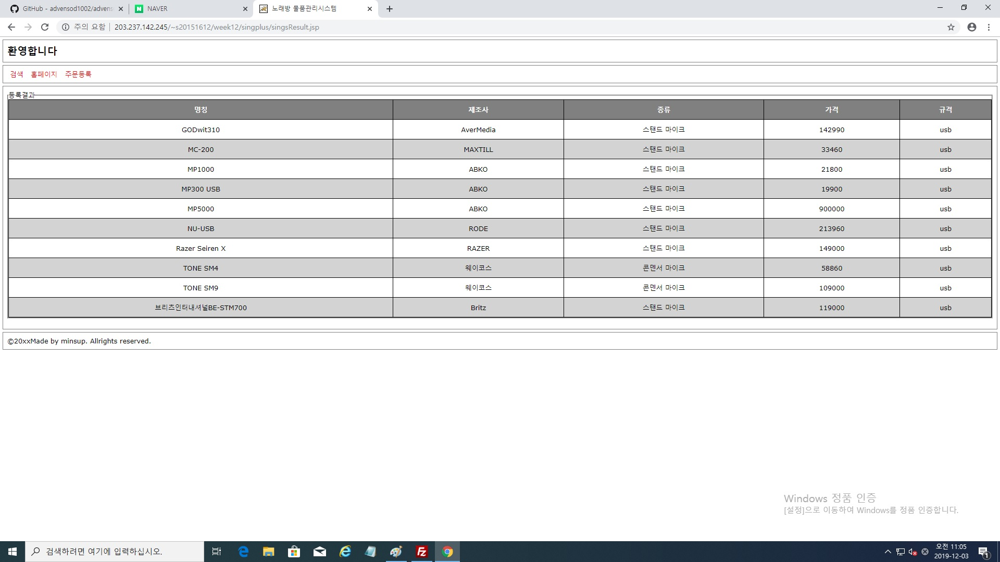 GitHub - advensod1002/advens
NAVER
노래방 물품관리시스템
주의 요함
203.237.142.245/~s20151612/week12/singplus/singsResult.jsp
환영합니다
검색 홈페이지 주문등록
등록결과
명칭 제조사 종류 가격 규격
GODwit310 AverMedia 스탠드 마이크 142990 usb
MC-200 MAXTILL 스탠드 마이크 33460 usb
MP1000 ABKO 스탠드 마이크 21800 usb
MP300 USB ABKO 스탠드 마이크 19900 usb
MP5000 ABKO 스탠드 마이크 900000 usb
NU-USB RODE 스탠드 마이크 213960 usb
Razer Seiren X RAZER 스탠드 마이크 149000 usb
TONE SM4 웨이코스 콘덴서 마이크 58860 usb
TONE SM9 웨이코스 콘덴서 마이크 109000 usb
브리츠인터내셔널BE-STM700 Britz 스탠드 마이크 119000 usb
©20xxMade by minsup. Allrights reserved.
Windows 정품 인증
[설정]으로 이동하여 Windows를 정품 인증합니다.
검색하려면 여기에 입력하십시오.
오전 11:05
2019-12-03
1